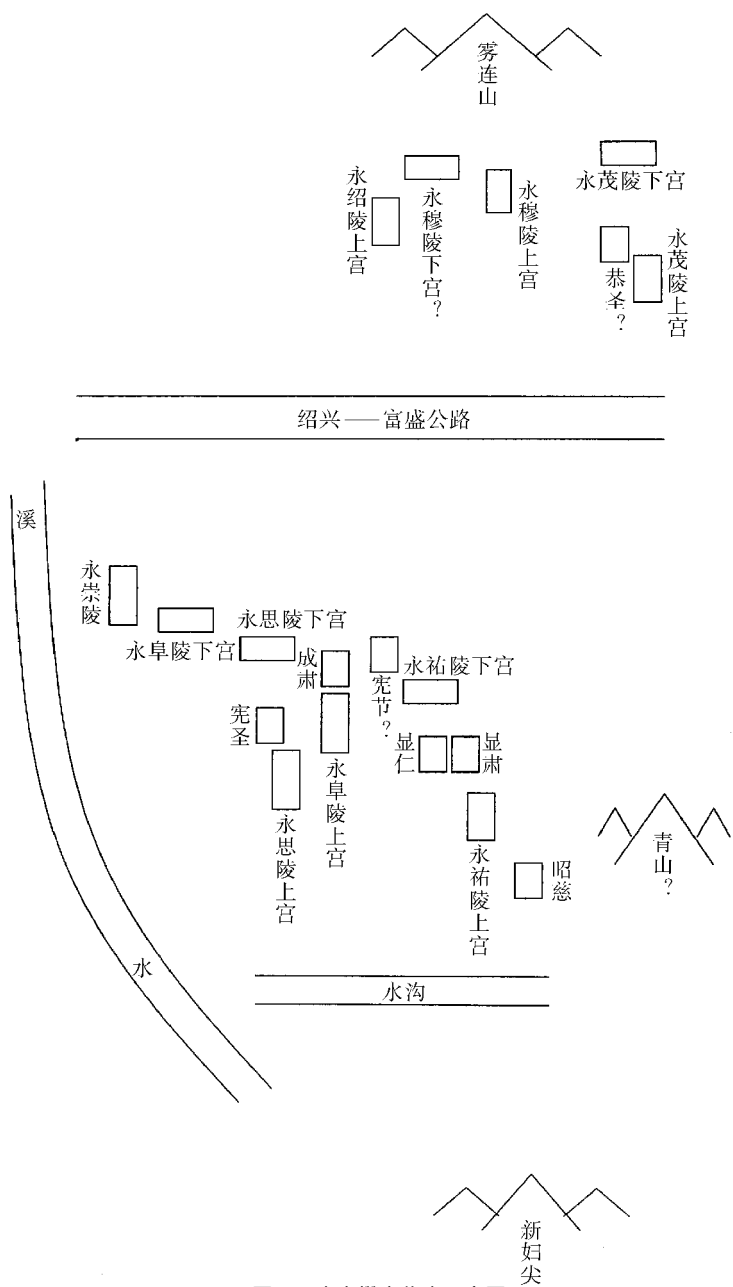 雾连山
永茂陵下宫
永绍陵上宫
永穆陵下宫?
永穆陵上宫
恭圣?
永茂陵上宫
绍兴——富盛公路
溪
永崇陵
永阜陵下宫
永思陵下宫
成肃
宪节?
永祐陵下宫
宪圣
显仁
显肃
永思陵上宫
永阜陵上宫
永祐陵上宫
昭慈
青山?
水
水沟
新妇尖